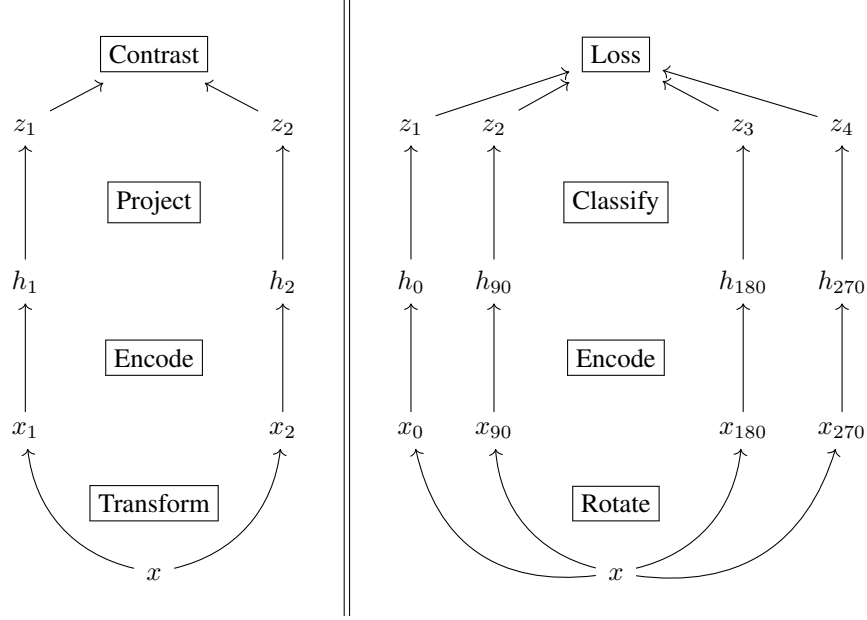 Contrast
z₁ z₂
Project
h₁ h₂
Encode
x₁ x₂
Transform
x
Loss
z₁ z₂ z₃ z₄
Classify
h₀ h₉₀ h₁₈₀ h₂₇₀
Encode
x₀ x₉₀ x₁₈₀ x₂₇₀
Rotate
x